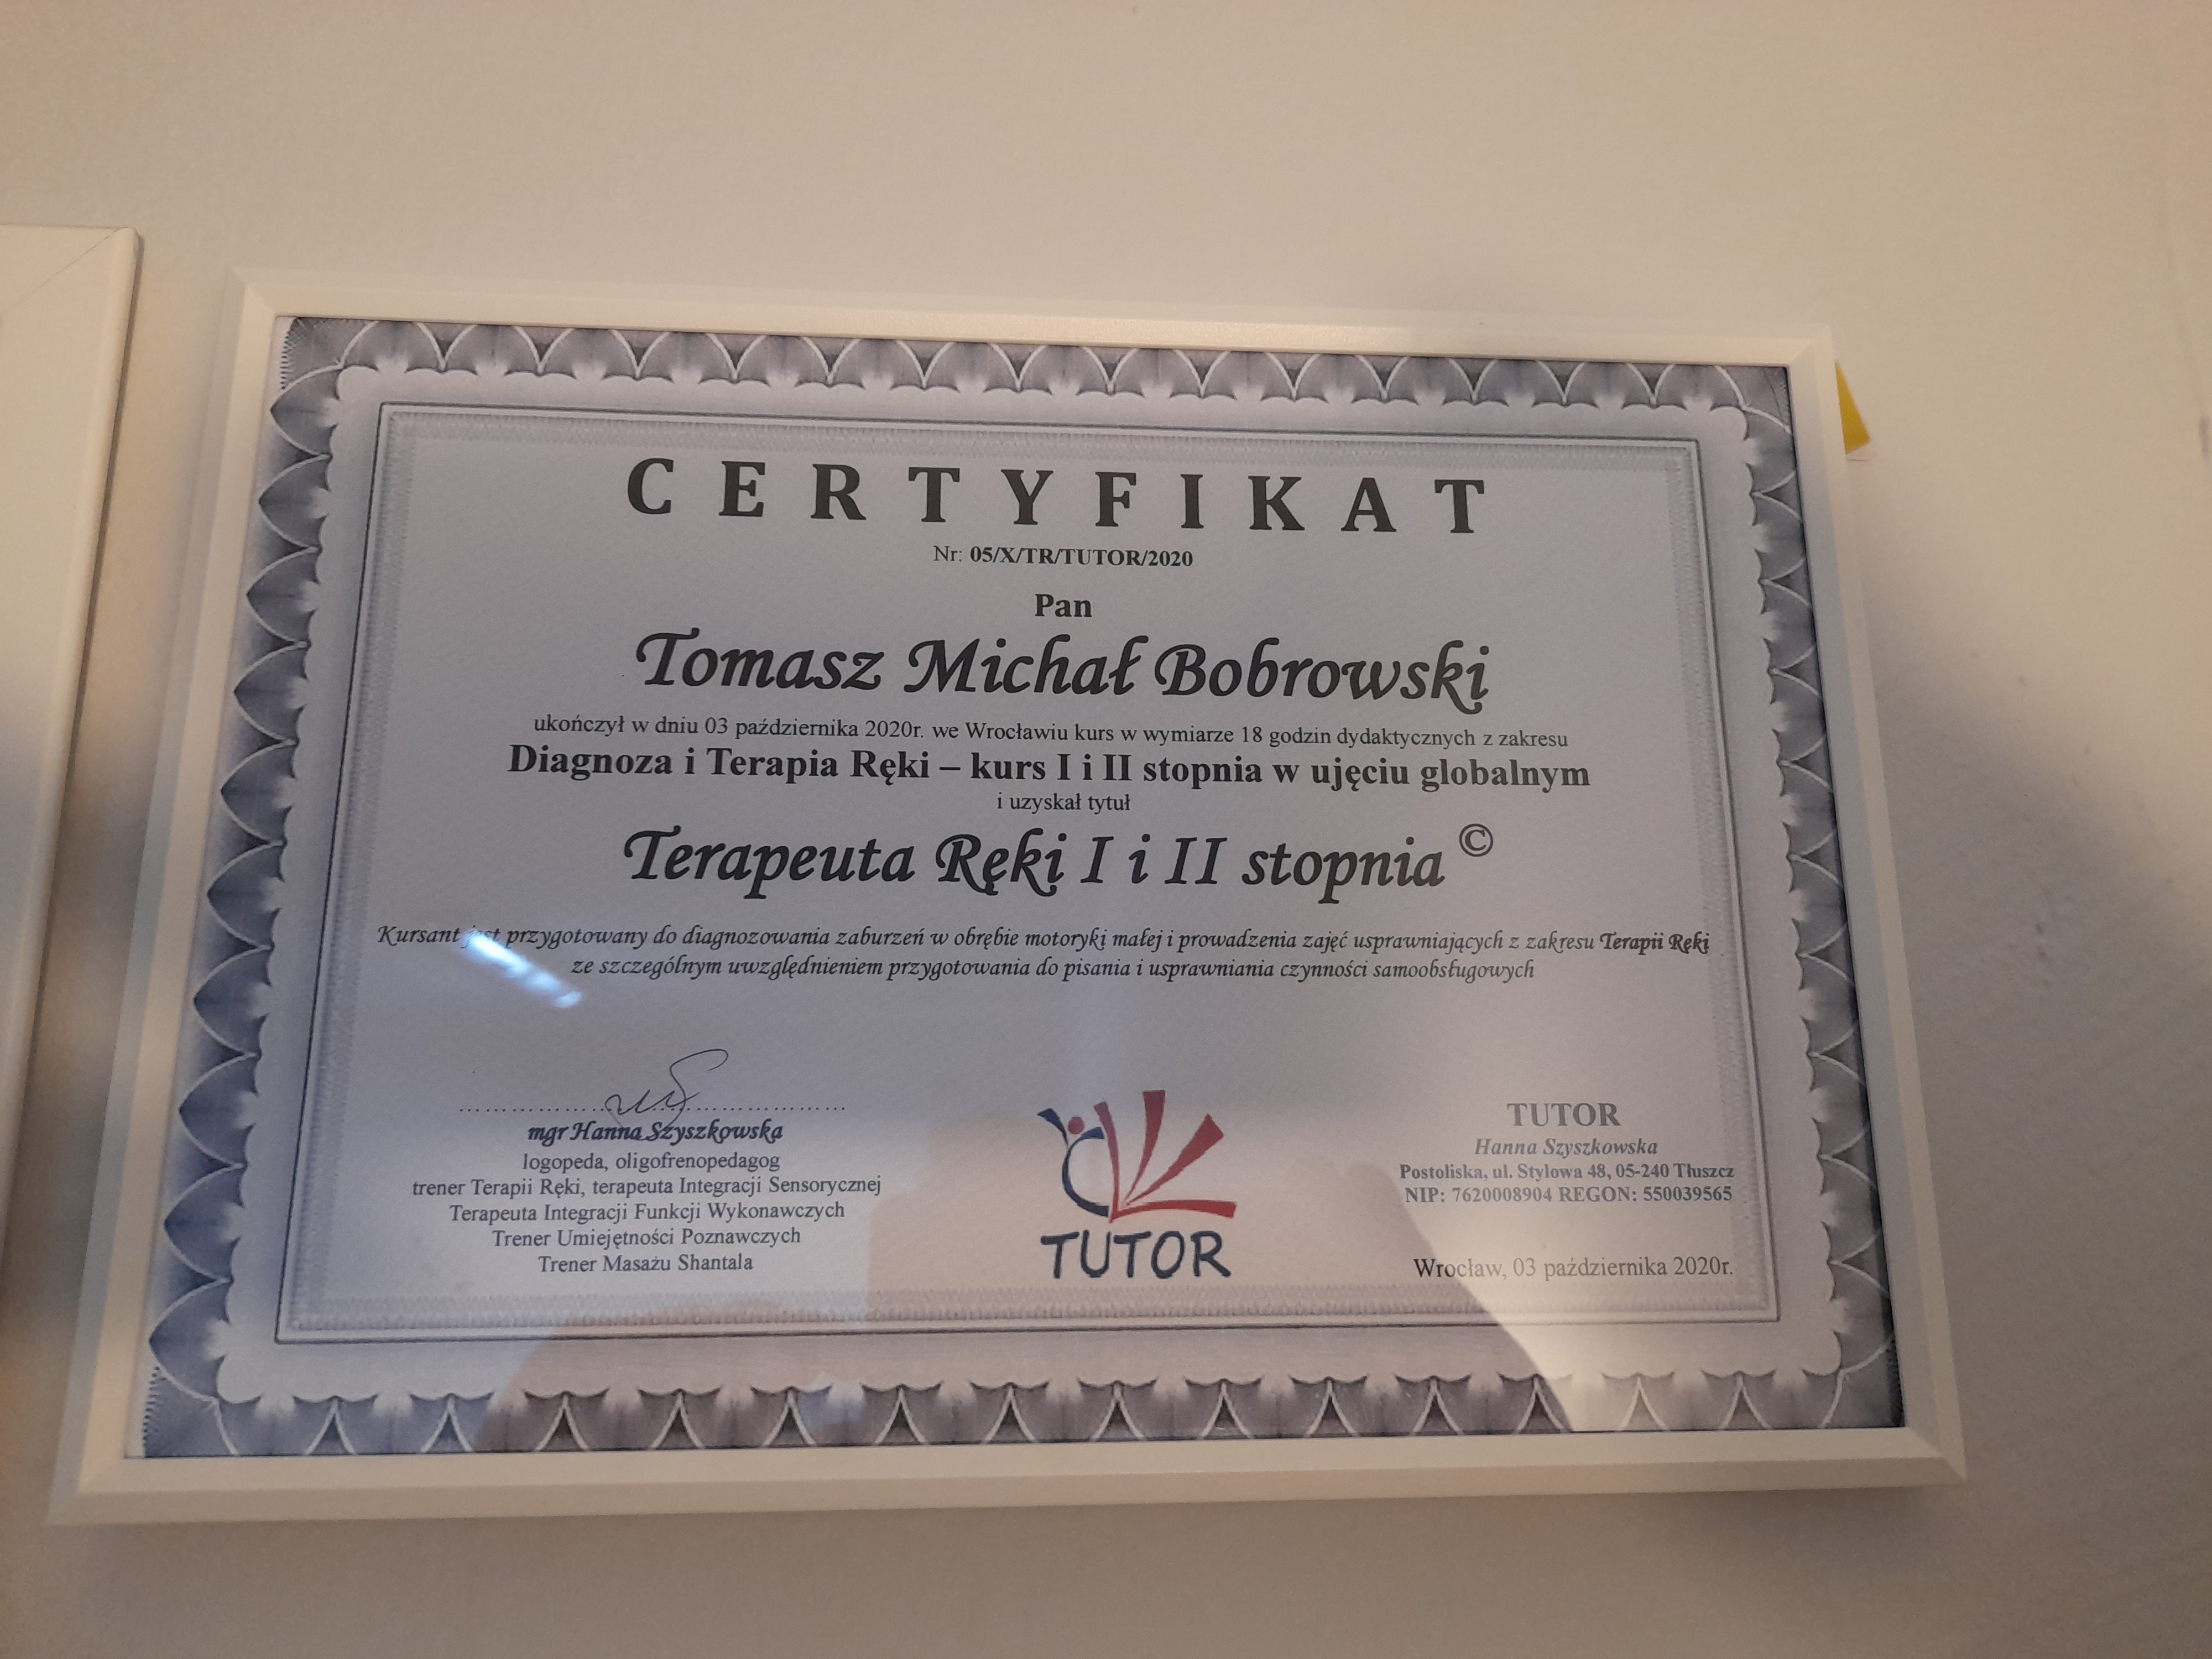 CERTYFIKAT
Nr: 05/X/TR/TUTOR/2020
Pan
Tomasz Michał Bobrowski
ukończył w dniu 03 października 2020r. we Wrocławiu kurs w wymiarze 18 godzin dydaktycznych z zakresu
Diagnoza i Terapia Ręki – kurs I i II stopnia w ujęciu globalnym
i uzyskał tytuł
Terapeuta Ręki I i II stopnia ©
Kursant jest przygotowany do diagnozowania zaburzeń w obrębie motoryki małej i prowadzenia zajęć usprawniających z zakresu Terapii Ręki
ze szczególnym uwzględnieniem przygotowania do pisania i usprawniania czynności samoobsługowych
mgr Hanna Szyszkowska
logopeda, oligofrenopedagog
trener Terapii Ręki, terapeuta Integracji Sensorycznej
Terapeuta Integracji Funkcji Wykonawczych
Trener Umiejętności Poznawczych
Trener Masażu Shantala
TUTOR
TUTOR
Hanna Szyszkowska
Postoliska, ul. Stylowa 48, 05-240 Tłuszcz
NIP: 7620008904 REGON: 550039565
Wrocław, 03 października 2020r.